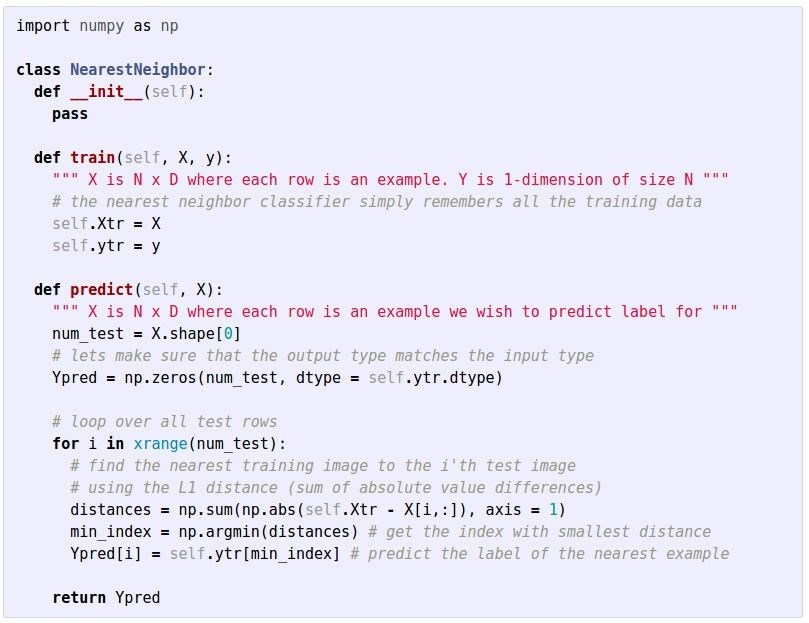 import numpy as np

class NearestNeighbor:
  def __init__(self):
    pass

  def train(self, X, y):
    """ X is N x D where each row is an example. Y is 1-dimension of size N """
    # the nearest neighbor classifier simply remembers all the training data
    self.Xtr = X
    self.ytr = y

  def predict(self, X):
    """ X is N x D where each row is an example we wish to predict label for """
    num_test = X.shape[0]
    # lets make sure that the output type matches the input type
    Ypred = np.zeros(num_test, dtype = self.ytr.dtype)

    # loop over all test rows
    for i in xrange(num_test):
      # find the nearest training image to the i'th test image
      # using the L1 distance (sum of absolute value differences)
      distances = np.sum(np.abs(self.Xtr - X[i,:]), axis = 1)
      min_index = np.argmin(distances) # get the index with smallest distance
      Ypred[i] = self.ytr[min_index] # predict the label of the nearest example

    return Ypred